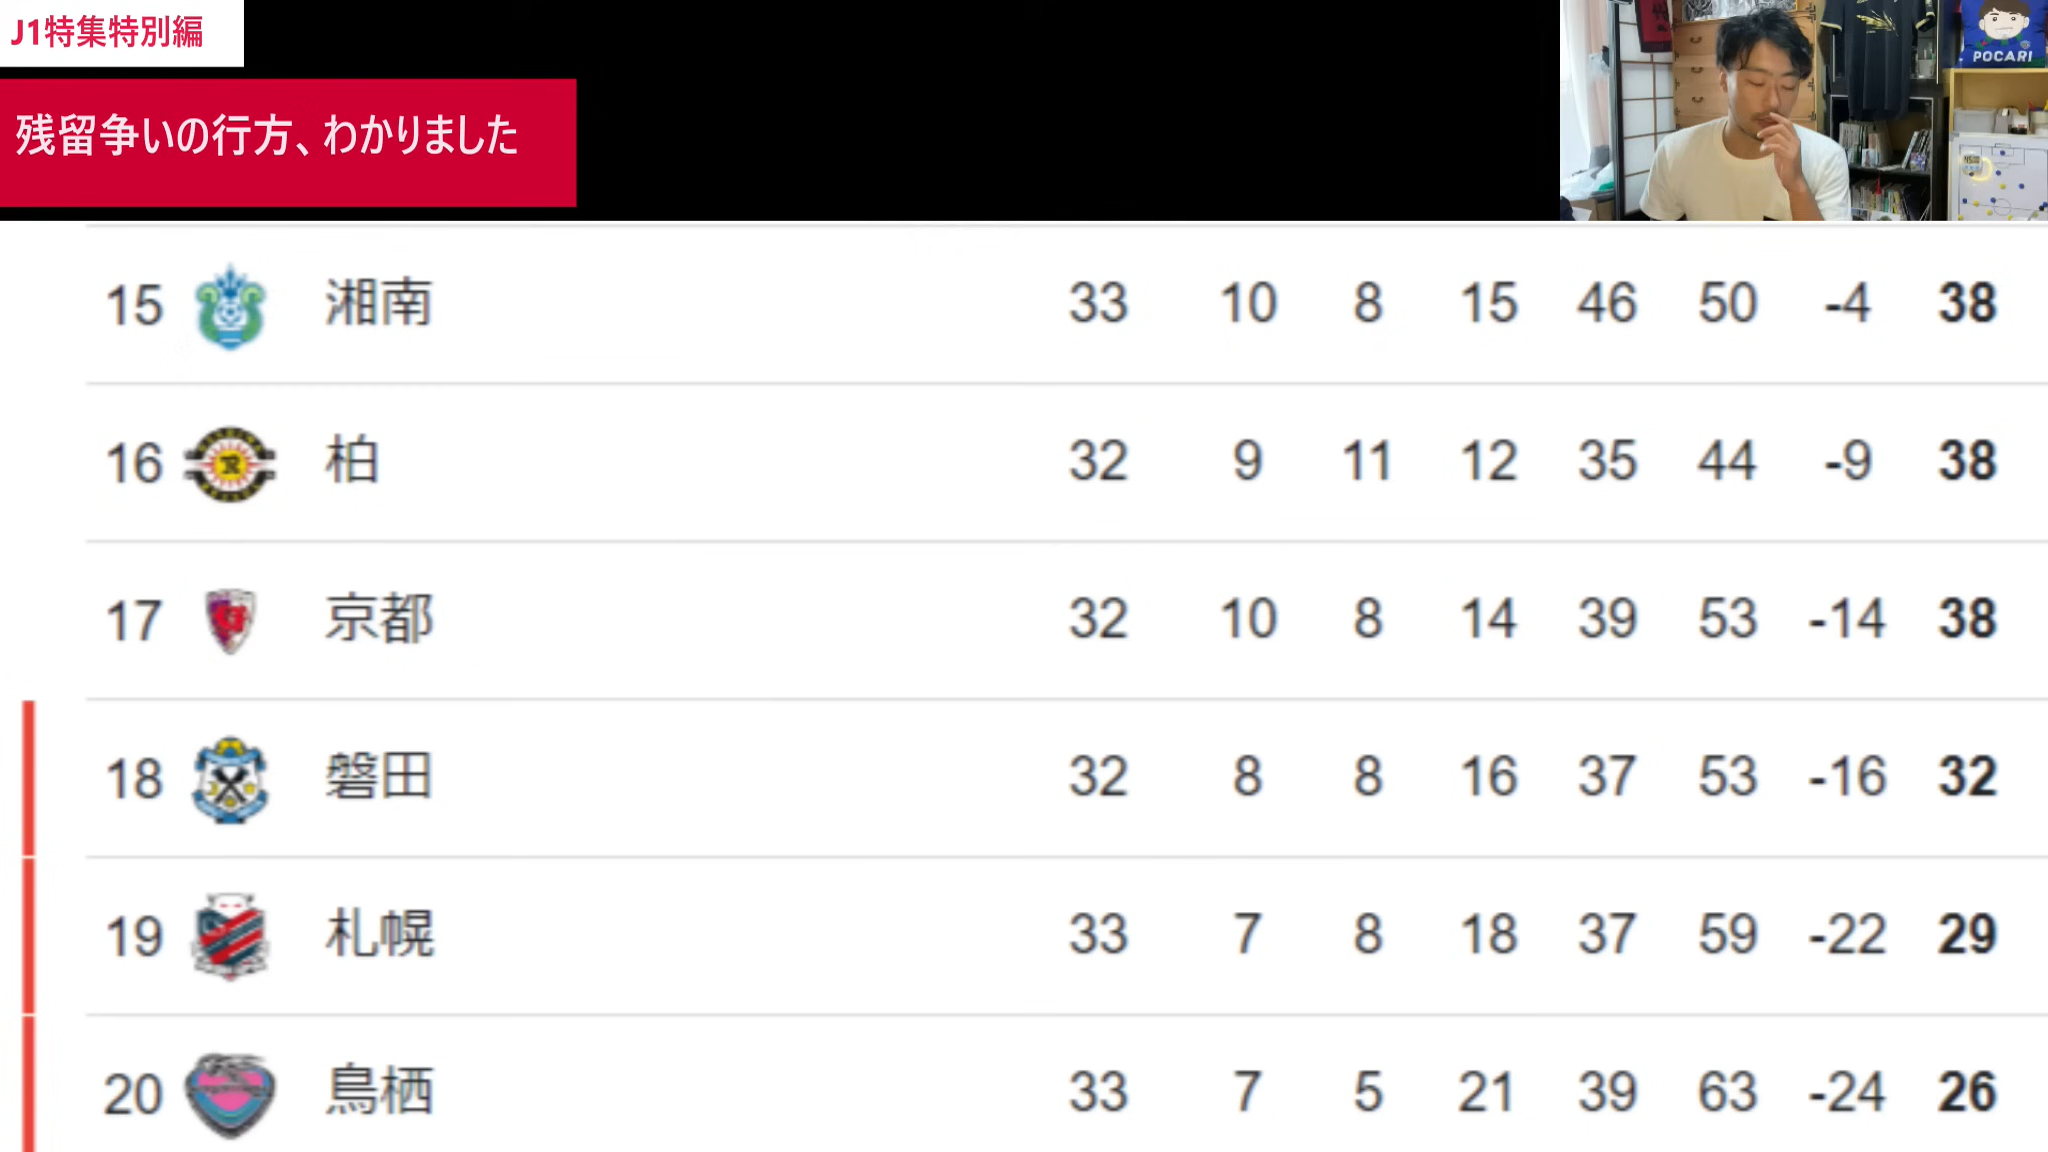 J1特集特別編
残留争いの行方、わかりました
POCARI
15 湘南 33 10 8 15 46 50 -4 38
16 柏 32 9 11 12 35 44 -9 38
17 京都 32 10 8 14 39 53 -14 38
18 磐田 32 8 8 16 37 53 -16 32
19 札幌 33 7 8 18 37 59 -22 29
20 鳥栖 33 7 5 21 39 63 -24 26